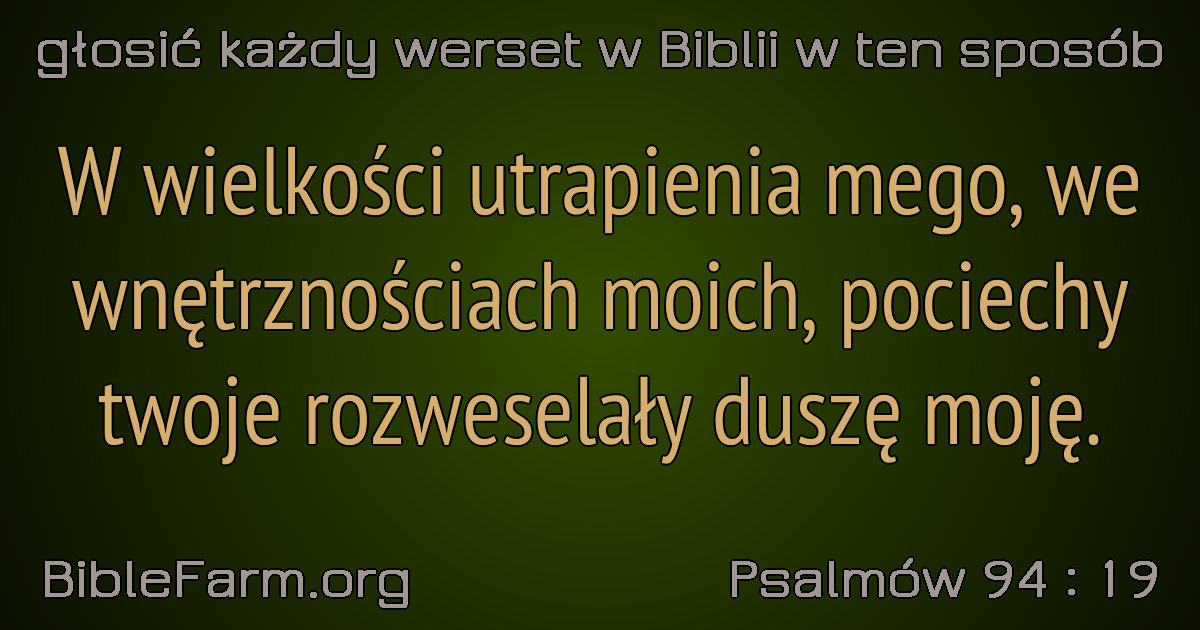 głosić każdy werset w Biblii w ten sposób
W wielkości utrapienia mego, we
wnętrznościach moich, pociechy
twoje rozweselały duszę moję.
BibleFarm.org
Psalmów 94 : 19